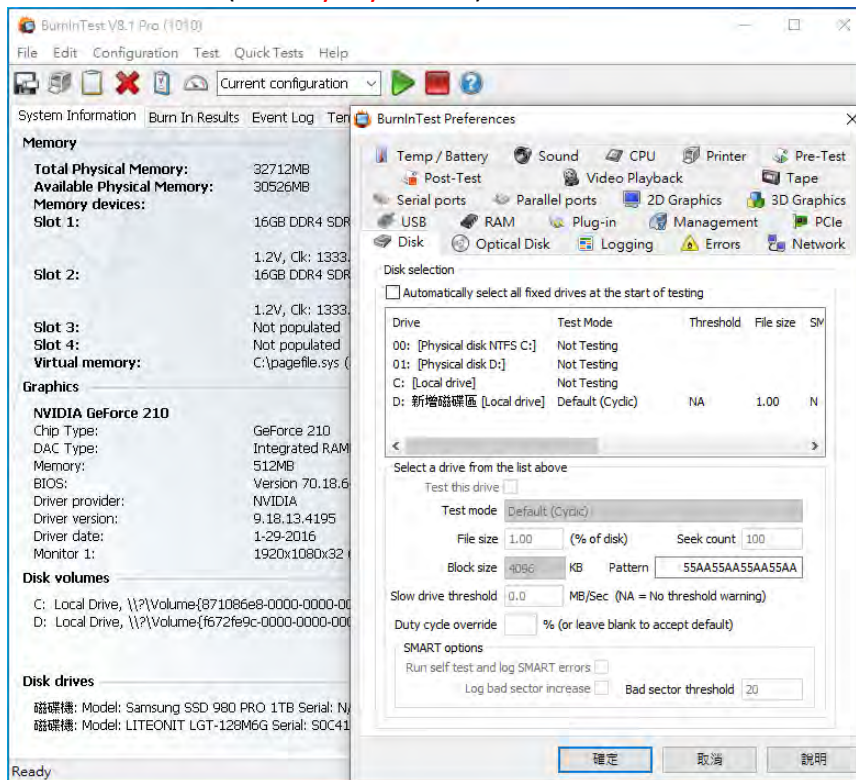 BurnInTest V8.1 Pro (1010)
File Edit Configuration Test Quick Tests Help
Current configuration
System Information Burn In Results Event Log Ten
Memory
Total Physical Memory: 32712MB
Available Physical Memory: 30526MB
Memory devices:
Slot 1: 16GB DDR4 SDR
1.2V, Clk: 1333.
Slot 2: 16GB DDR4 SDR
1.2V, Clk: 1333.
Slot 3: Not populated
Slot 4: Not populated
Virtual memory: C:\pagefile.sys (
Graphics
NVIDIA GeForce 210
Chip Type: GeForce 210
DAC Type: Integrated RAM
Memory: 512MB
BIOS: Version 70.18.6
Driver provider: NVIDIA
Driver version: 9.18.13.4195
Driver date: 1-29-2016
Monitor 1: 1920x1080x32
Disk volumes
C: Local Drive, \\?\Volume{871086e8-0000-0000-00
D: Local Drive, \\?\Volume{f672fe9c-0000-0000-000
Disk drives
磁碟機: Model: Samsung SSD 980 PRO 1TB Serial: N/
磁碟機: Model: LITEONIT LGT-128M6G Serial: S0C41
Ready
BurnInTest Preferences
Temp / Battery Sound CPU Printer Pre-Test
Post-Test Video Playback Tape
Serial ports Parallel ports 2D Graphics 3D Graphics
USB RAM Plug-in Management PCIe
Disk Optical Disk Logging Errors Network
Disk selection
Automatically select all fixed drives at the start of testing
Drive Test Mode Threshold File size SM
00: [Physical disk NTFS C:] Not Testing
01: [Physical disk D:] Not Testing
C: [Local drive] Not Testing
D: 新增磁碟區 [Local drive] Default (Cyclic) NA 1.00 N
Select a drive from the list above
Test this drive
Test mode Default (Cyclic)
File size 1.00 (% of disk) Seek count 100
Block size 4096 KB Pattern 55AA55AA55AA55AA
Slow drive threshold 0.0 MB/Sec (NA = No threshold warning)
Duty cycle override % (or leave blank to accept default)
SMART options
Run self test and log SMART errors
Log bad sector increase Bad sector threshold 20
確定 取消 說明